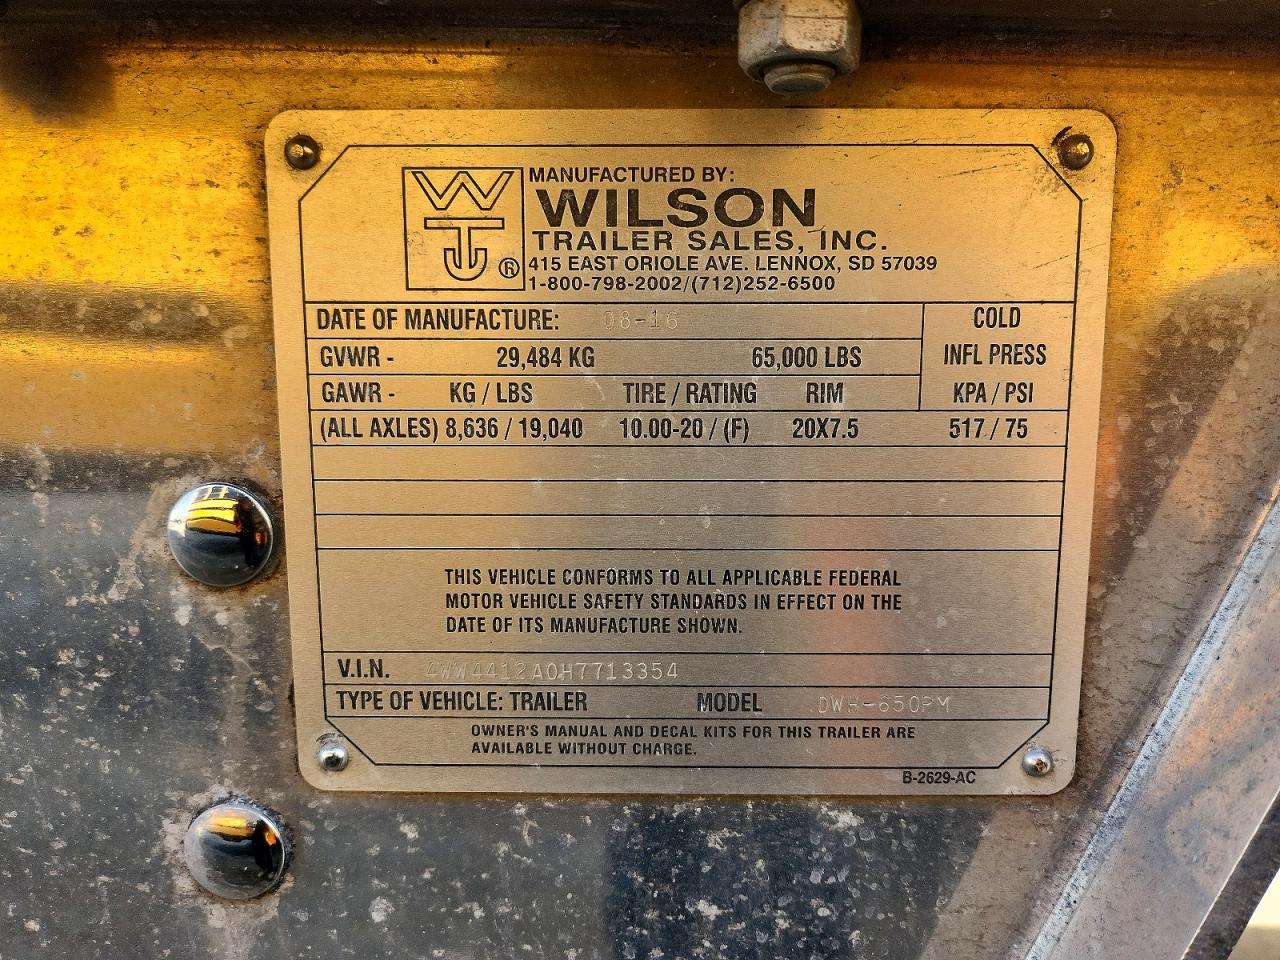 WTJ ®
MANUFACTURED BY:
WILSON
TRAILER SALES, INC.
415 EAST ORIOLE AVE. LENNOX, SD 57039
1-800-798-2002/(712)252-6500
DATE OF MANUFACTURE: 08-16
COLD
GVWR - 29,484 KG 65,000 LBS
INFL PRESS
GAWR - KG / LBS TIRE / RATING RIM KPA / PSI
(ALL AXLES) 8,636 / 19,040 10.00-20 / (F) 20X7.5 517 / 75
THIS VEHICLE CONFORMS TO ALL APPLICABLE FEDERAL
MOTOR VEHICLE SAFETY STANDARDS IN EFFECT ON THE
DATE OF ITS MANUFACTURE SHOWN.
V.I.N. 4WW4412A0H7713354
TYPE OF VEHICLE: TRAILER MODEL DWH-650PM
OWNER'S MANUAL AND DECAL KITS FOR THIS TRAILER ARE
AVAILABLE WITHOUT CHARGE.
B-2629-AC